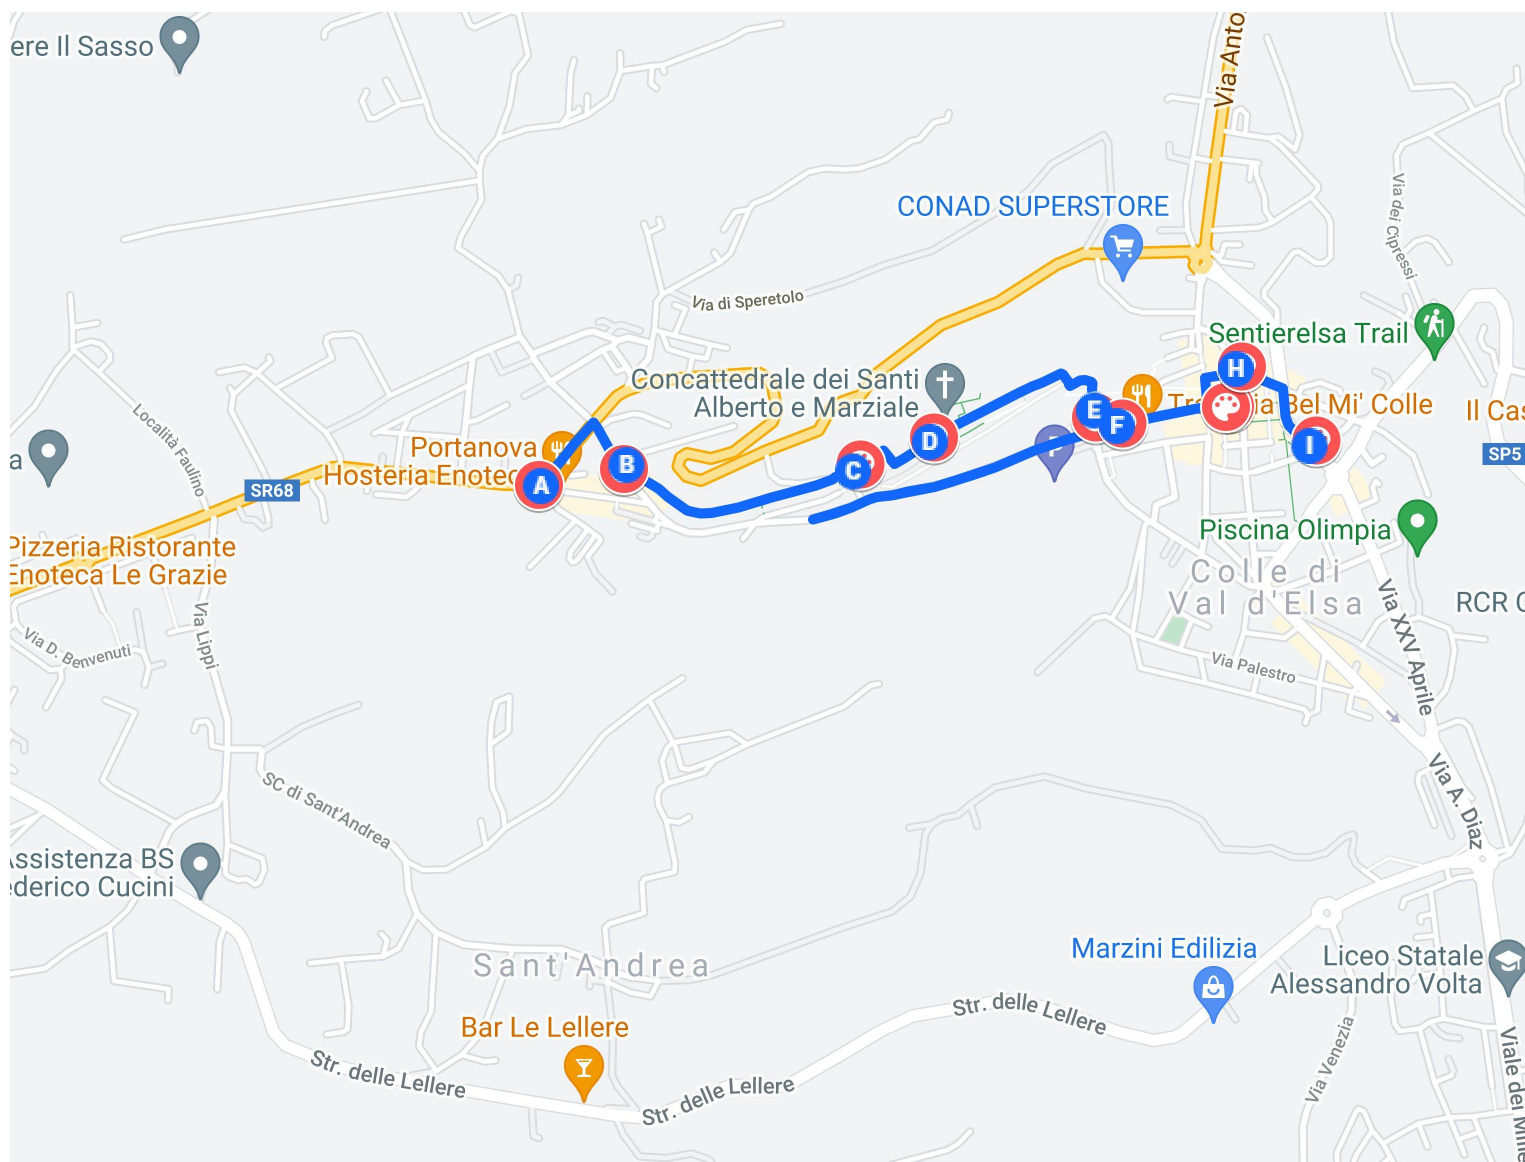 Via Anto
ere Il Sasso
Via dei Cipressi
CONAD SUPERSTORE
Via di Speretolo
Sentierelsa Trail
Concattedrale dei Santi
Alberto e Marziale
H
Bel Mi' Colle
Il Cas
E
F
Località Faulino
Portanova
Hosteria Enotec
D
P
I
SP5
a
B
C
A
SR68
Piscina Olimpia
Pizzeria Ristorante
Enoteca Le Grazie
Colle di
Val d'Elsa
RCR C
Via XXV Aprile
Via D. Benvenuti
Via Lippi
Via Palestro
SC di Sant'Andrea
Via A. Diaz
Assistenza BS
ederico Cucini
Sant'Andrea
Marzini Edilizia
Liceo Statale
Alessandro Volta
Str. delle Lellere
Bar Le Lellere
Str. delle Lellere
Str. delle Lellere
Via Venezia
Viale dei Mille